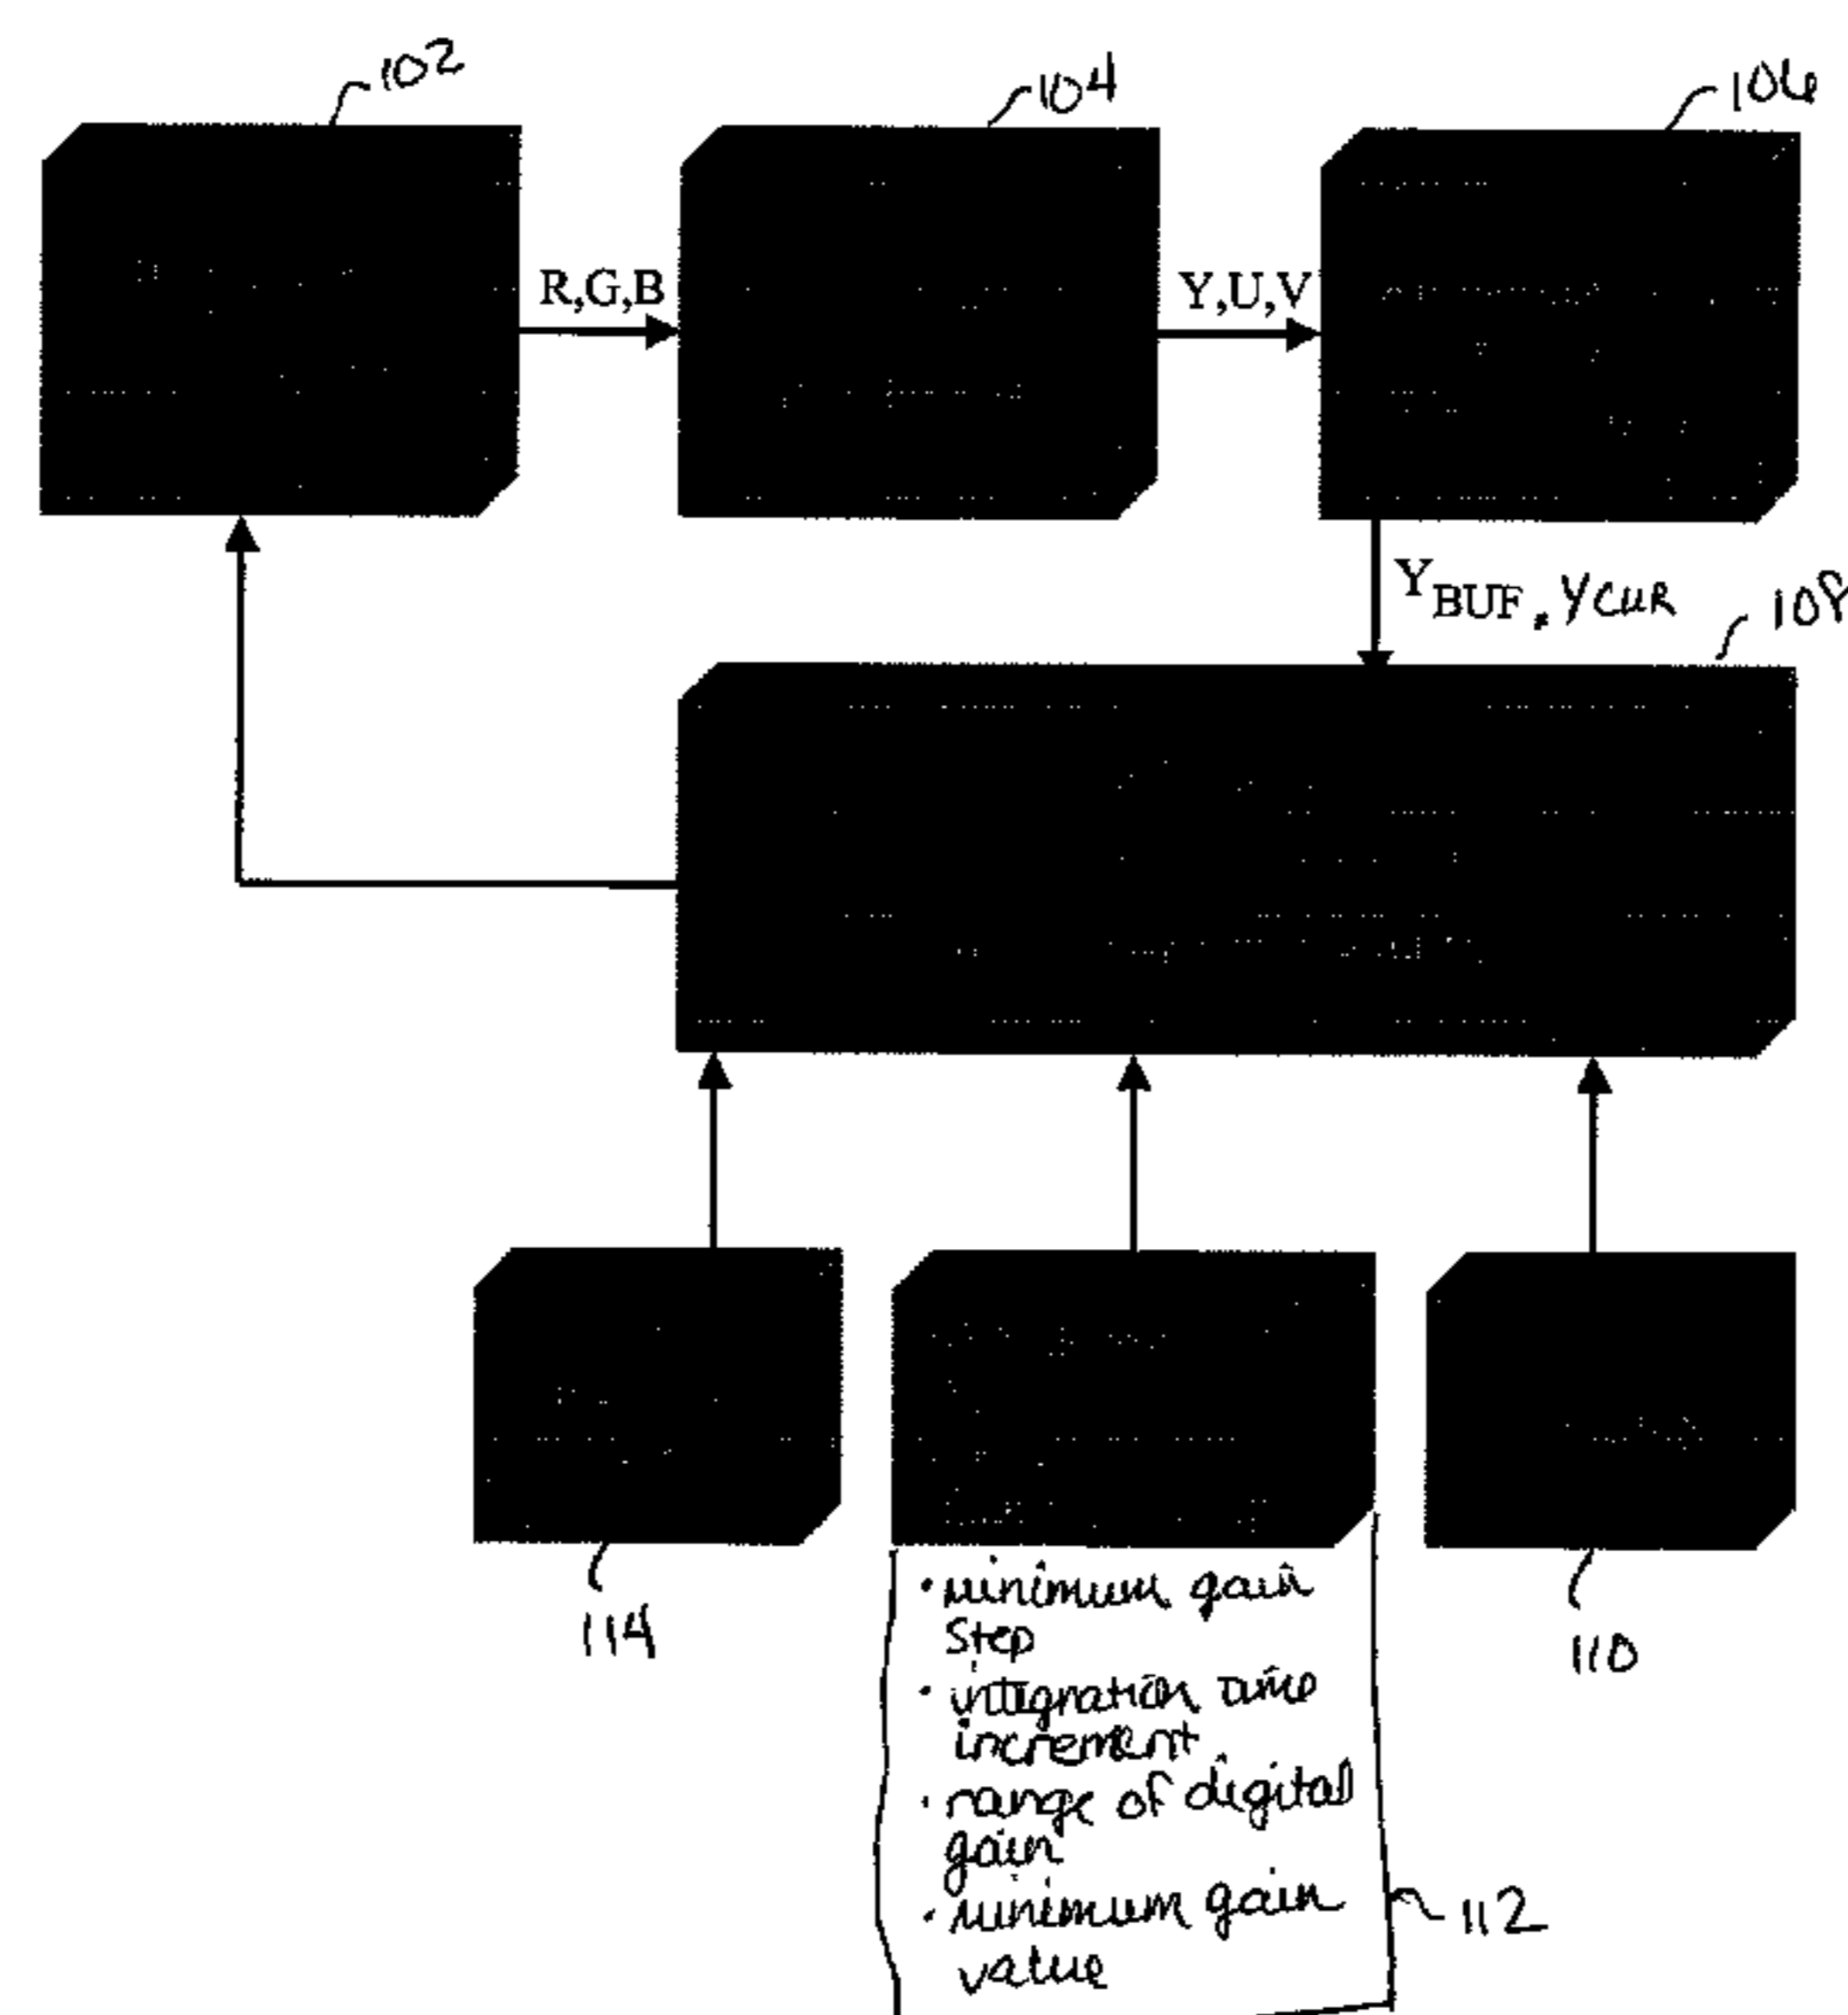 102
104
106
R,G,B
Y,U,V
YBUF, YCUR
108
114
110
• minimum gain
step
• integration time
increment
• range of digital
gain
• minimum gain
value
112